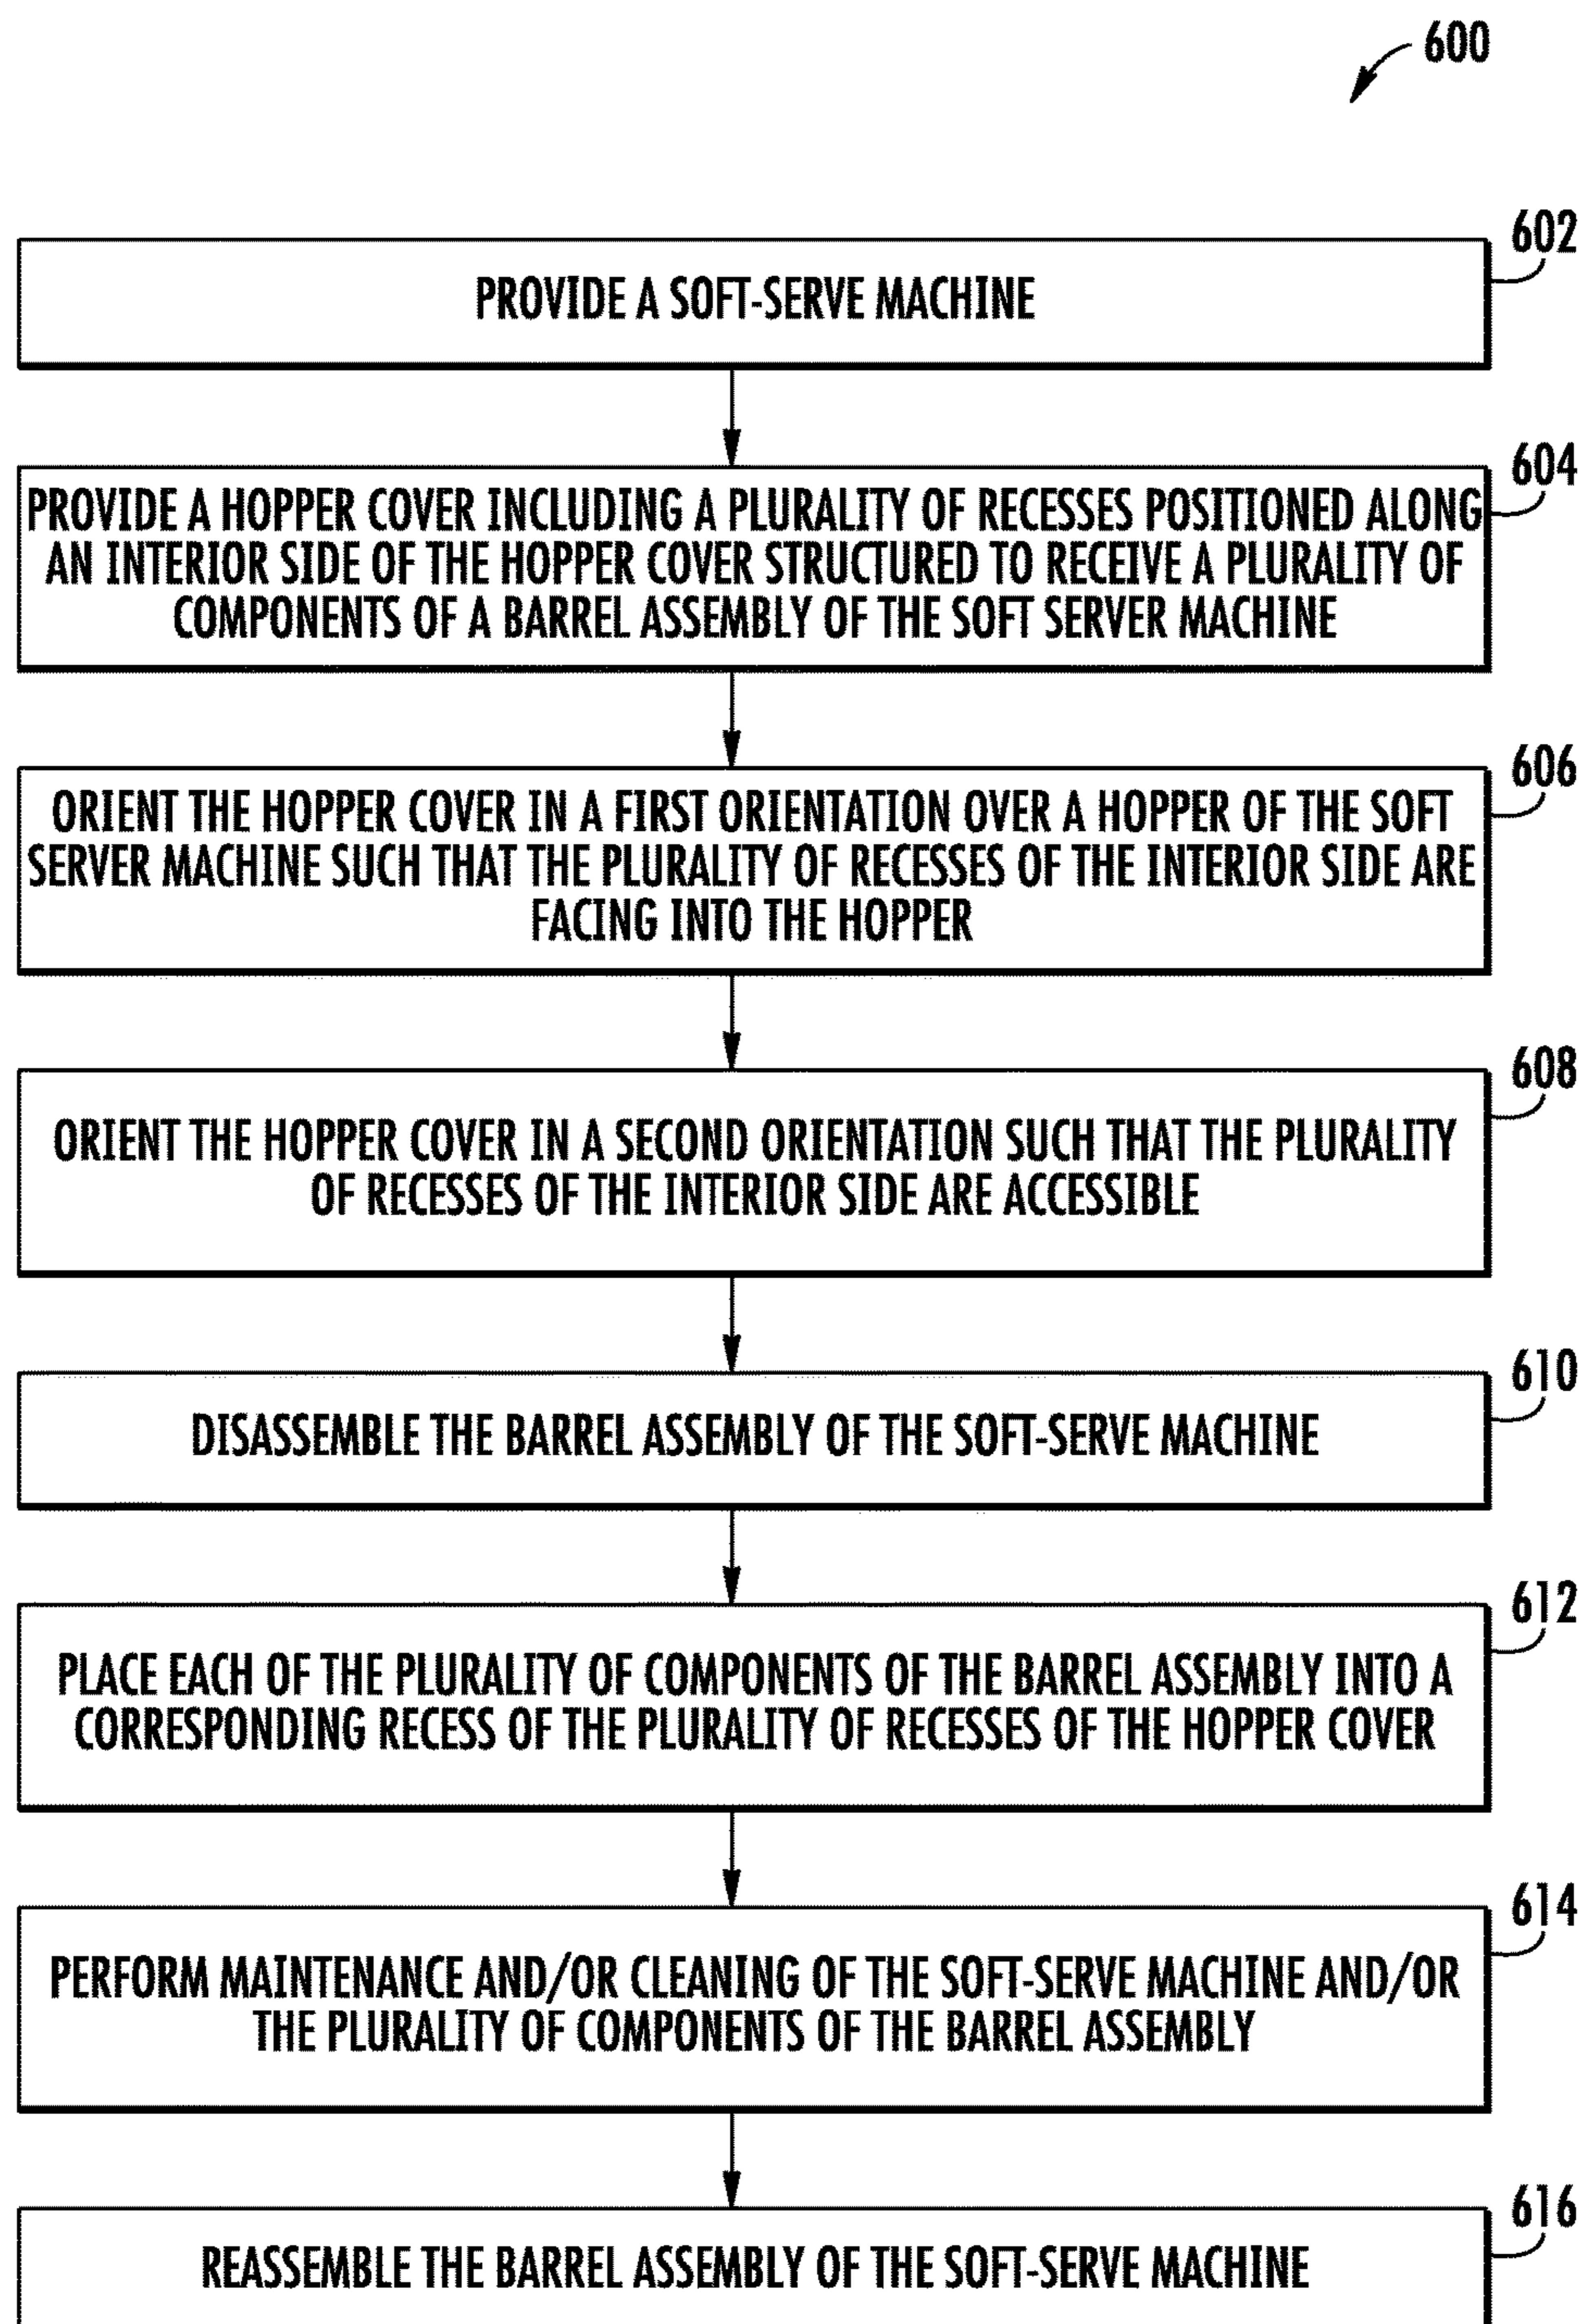 600
602
PROVIDE A SOFT-SERVE MACHINE
604
PROVIDE A HOPPER COVER INCLUDING A PLURALITY OF RECESSES POSITIONED ALONG
AN INTERIOR SIDE OF THE HOPPER COVER STRUCTURED TO RECEIVE A PLURALITY OF
COMPONENTS OF A BARREL ASSEMBLY OF THE SOFT SERVER MACHINE
606
ORIENT THE HOPPER COVER IN A FIRST ORIENTATION OVER A HOPPER OF THE SOFT
SERVER MACHINE SUCH THAT THE PLURALITY OF RECESSES OF THE INTERIOR SIDE ARE
FACING INTO THE HOPPER
608
ORIENT THE HOPPER COVER IN A SECOND ORIENTATION SUCH THAT THE PLURALITY
OF RECESSES OF THE INTERIOR SIDE ARE ACCESSIBLE
610
DISASSEMBLE THE BARREL ASSEMBLY OF THE SOFT-SERVE MACHINE
612
PLACE EACH OF THE PLURALITY OF COMPONENTS OF THE BARREL ASSEMBLY INTO A
CORRESPONDING RECESS OF THE PLURALITY OF RECESSES OF THE HOPPER COVER
614
PERFORM MAINTENANCE AND/OR CLEANING OF THE SOFT-SERVE MACHINE AND/OR
THE PLURALITY OF COMPONENTS OF THE BARREL ASSEMBLY
616
REASSEMBLE THE BARREL ASSEMBLY OF THE SOFT-SERVE MACHINE